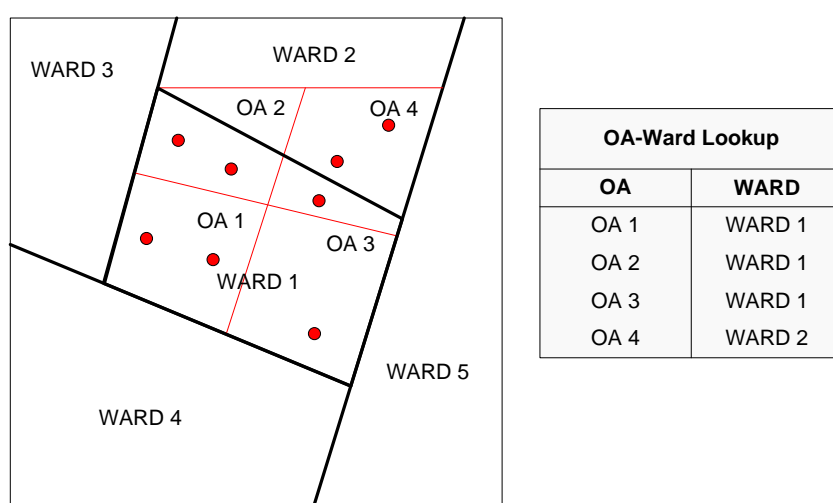 WARD 2
WARD 3
OA 2
OA 4
OA 1
OA 3
WARD 1
WARD 5
WARD 4
OA-Ward Lookup
OA WARD
OA 1 WARD 1
OA 2 WARD 1
OA 3 WARD 1
OA 4 WARD 2